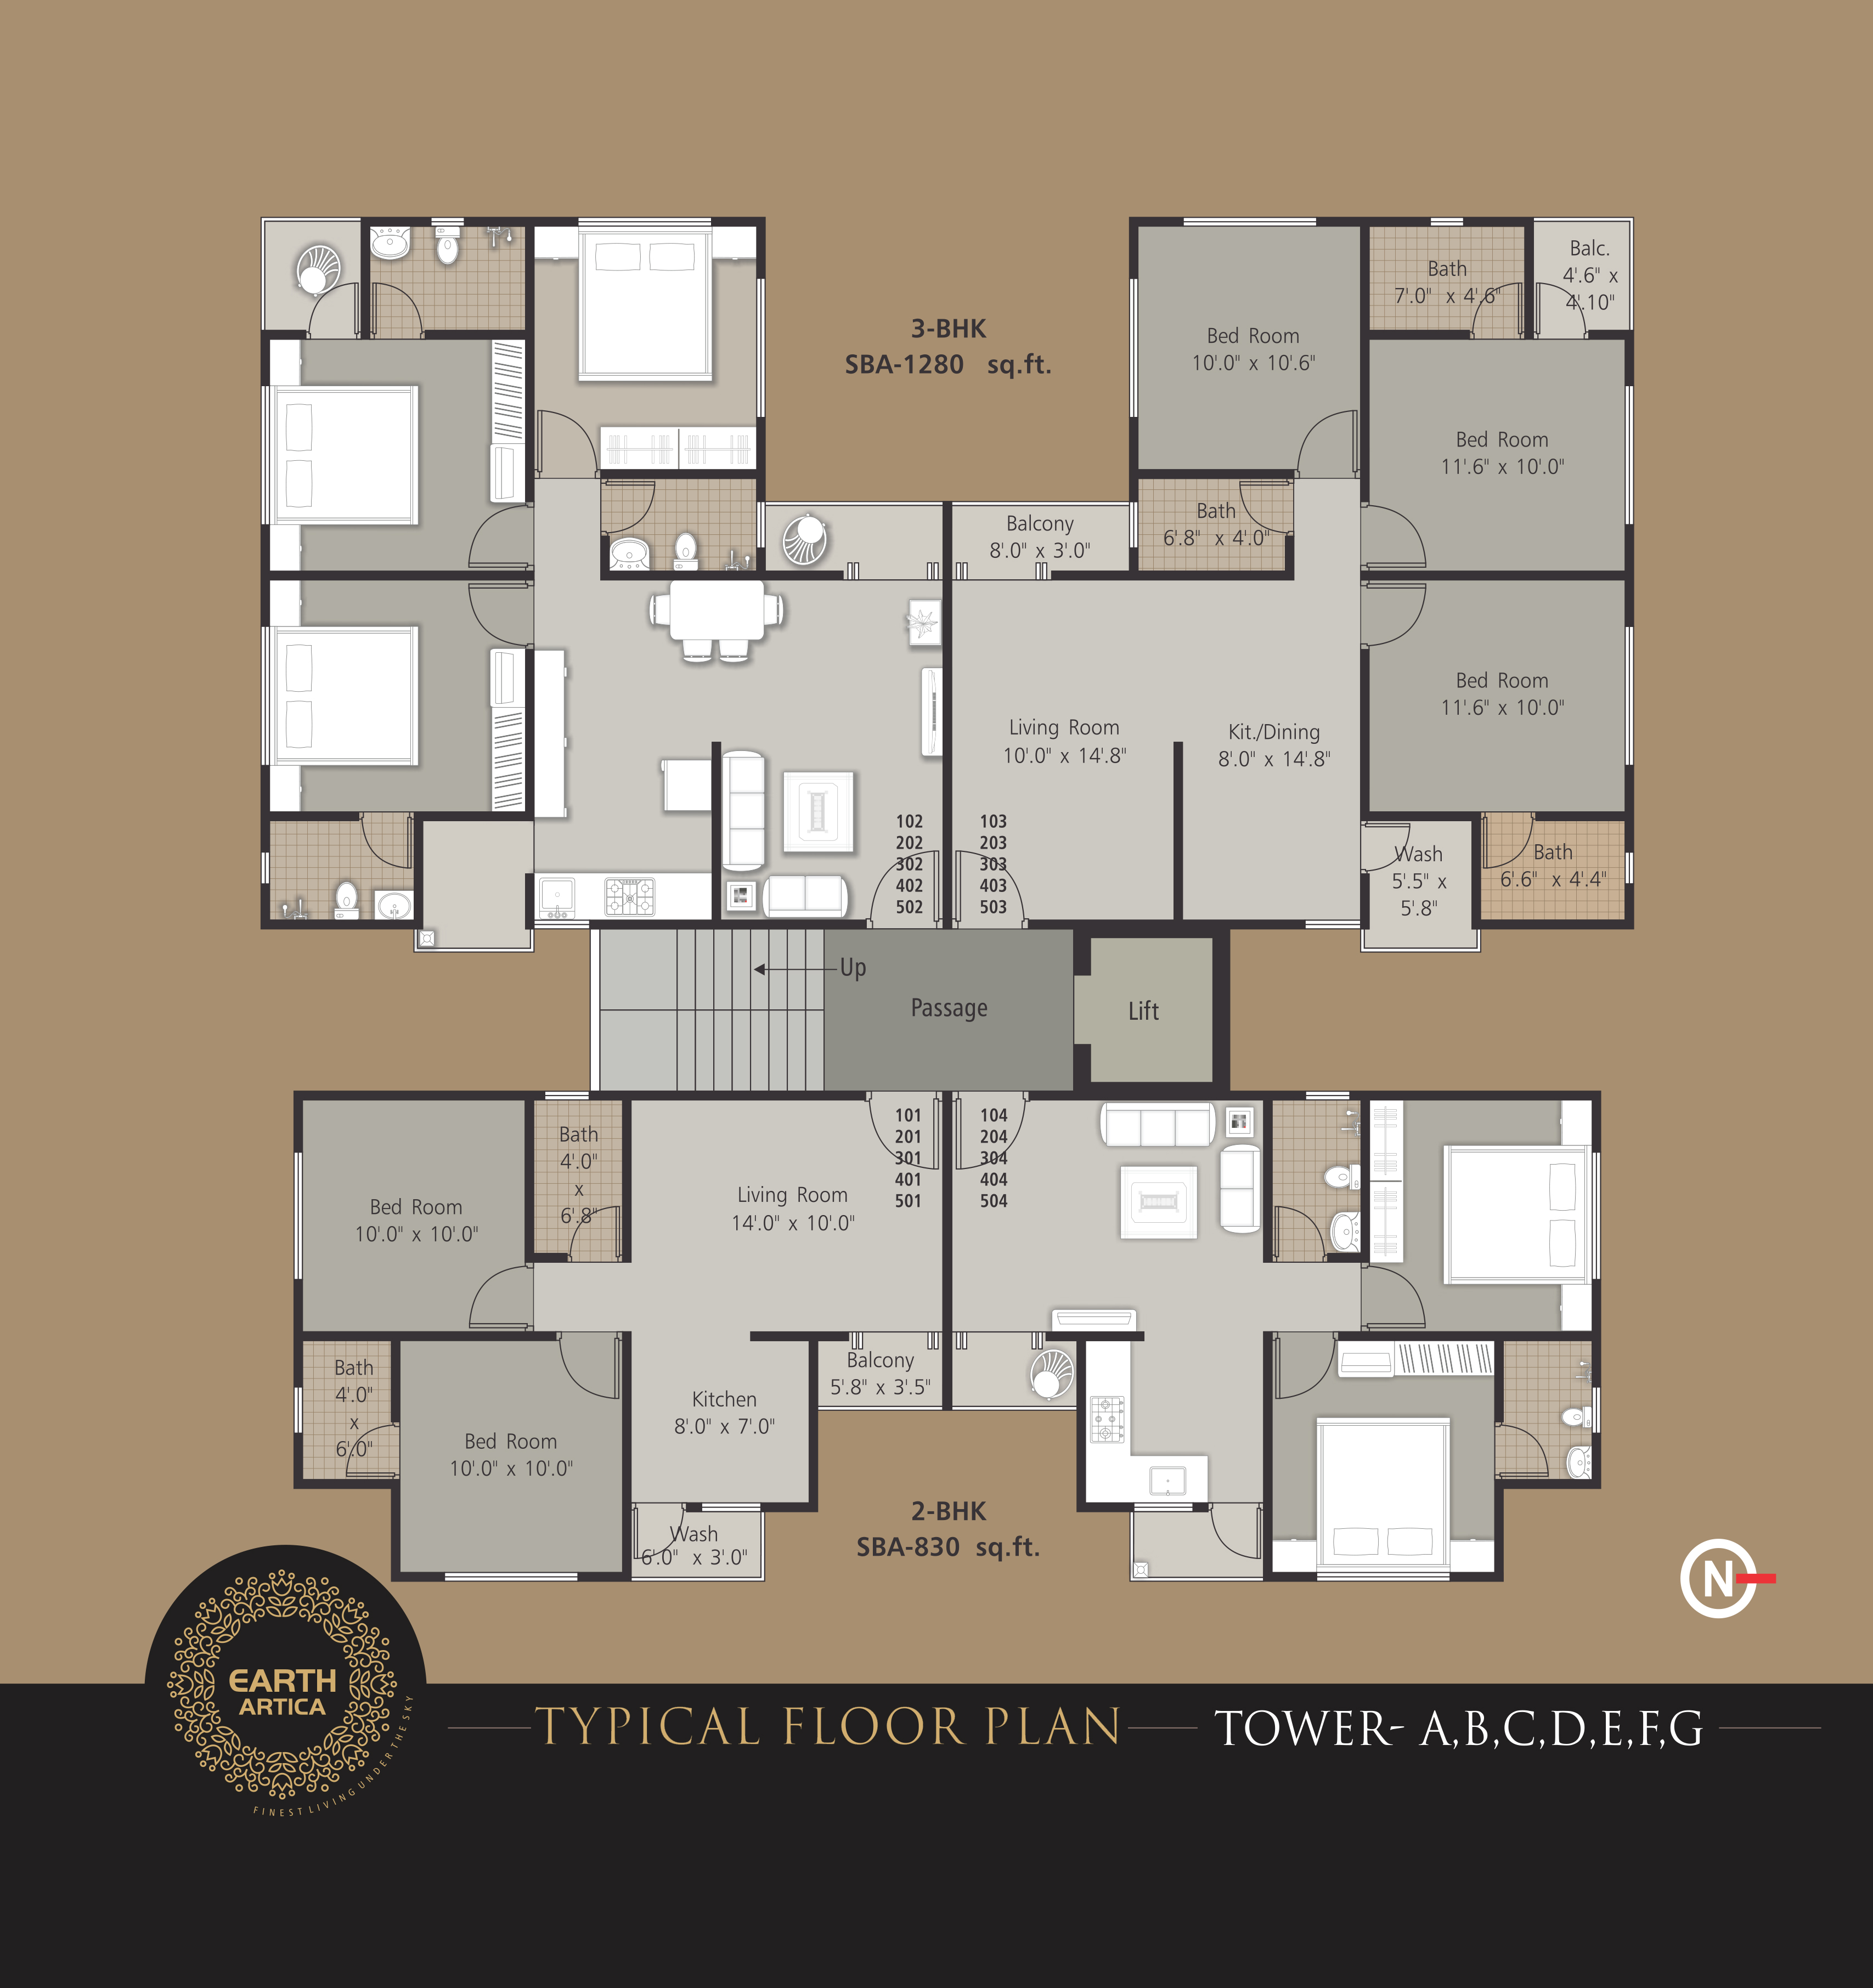 3-BHK
SBA-1280 sq.ft.
Bed Room
10'.0" x 10'.6"
Bath
7'.0" x 4'.6"
Balc.
4'.6" x
4'.10"
Bed Room
11'.6" x 10'.0"
Balcony
8'.0" x 3'.0"
Bath
6'.8" x 4'.0"
Bed Room
11'.6" x 10'.0"
Living Room
10'.0" x 14'.8"
Kit./Dining
8'.0" x 14'.8"
102
202
302
402
502
103
203
303
403
503
Wash
5'.5" x
5'.8"
Bath
6'.6" x 4'.4"
Up
Passage
Lift
101
201
301
401
501
104
204
304
404
504
Bath
4'.0"
x
6'.8"
Bed Room
10'.0" x 10'.0"
Living Room
14'.0" x 10'.0"
Bath
4'.0"
x
6'.0"
Bed Room
10'.0" x 10'.0"
Kitchen
8'.0" x 7'.0"
Balcony
5'.8" x 3'.5"
Wash
6'.0" x 3'.0"
2-BHK
SBA-830 sq.ft.
N
EARTH
ARTICA
FINEST LIVING UNDER THE SKY
TYPICAL FLOOR PLAN
TOWER- A,B,C,D,E,F,G